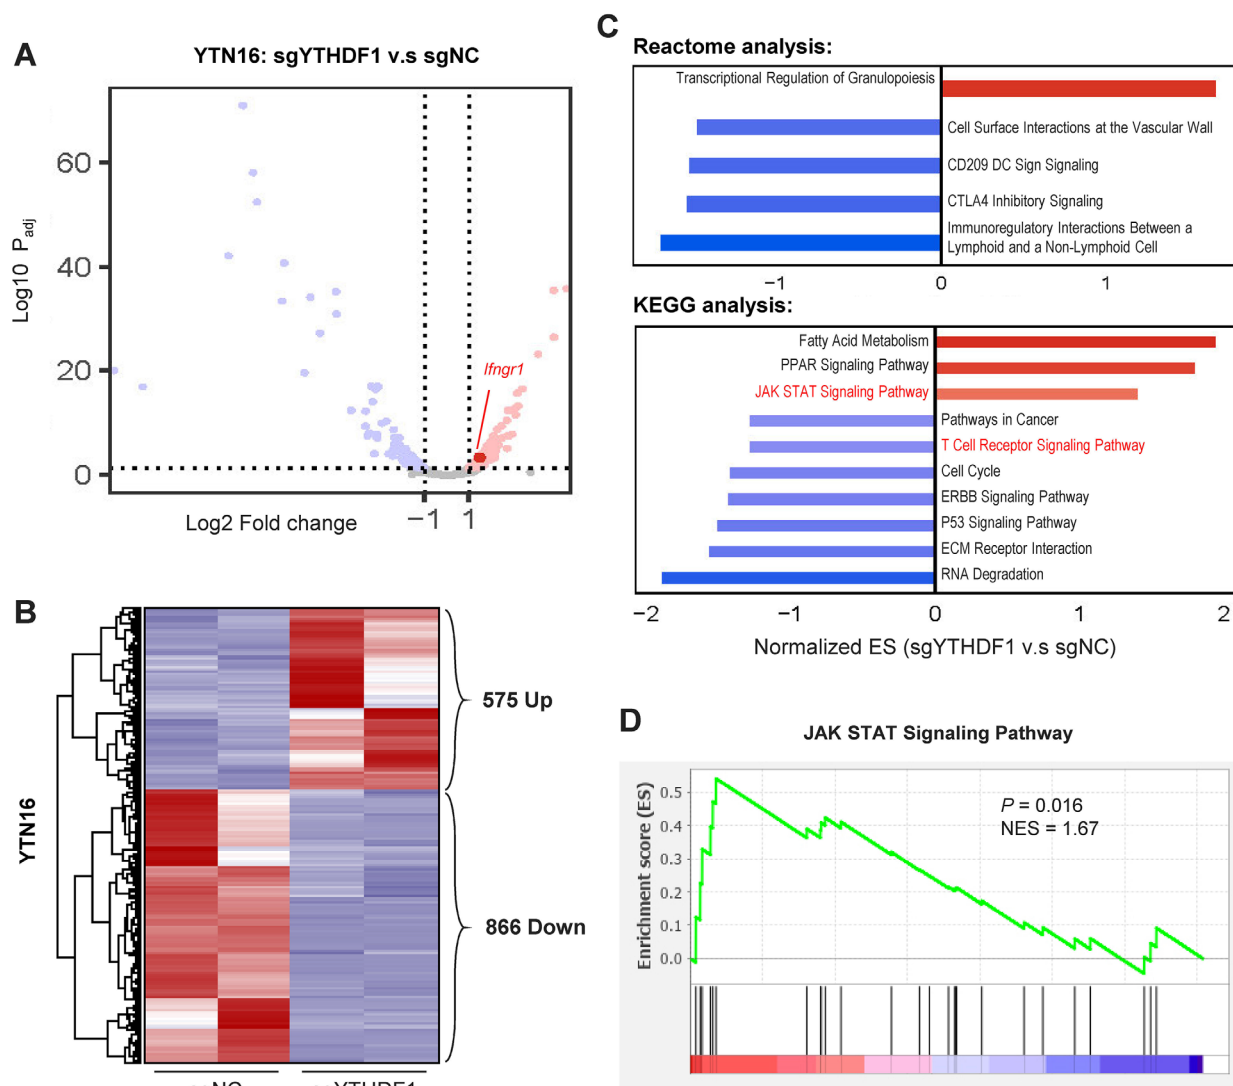 A
YTN16: sgYTHDF1 v.s sgNC
Log10 Padj
60
40
20
0
Ifngr1
Log2 Fold change
−1
1
B
YTN16
575 Up
866 Down
sgNC
sgYTHDF1
C
Reactome analysis:
Transcriptional Regulation of Granulopoiesis
Cell Surface Interactions at the Vascular Wall
CD209 DC Sign Signaling
CTLA4 Inhibitory Signaling
Immunoregulatory Interactions Between a
Lymphoid and a Non-Lymphoid Cell
−1
0
1
KEGG analysis:
Fatty Acid Metabolism
PPAR Signaling Pathway
JAK STAT Signaling Pathway
Pathways in Cancer
T Cell Receptor Signaling Pathway
Cell Cycle
ERBB Signaling Pathway
P53 Signaling Pathway
ECM Receptor Interaction
RNA Degradation
−2
−1
0
1
2
Normalized ES (sgYTHDF1 v.s sgNC)
D
JAK STAT Signaling Pathway
Enrichment score (ES)
0.5
0.4
0.3
0.2
0.1
0.0
P = 0.016
NES = 1.67